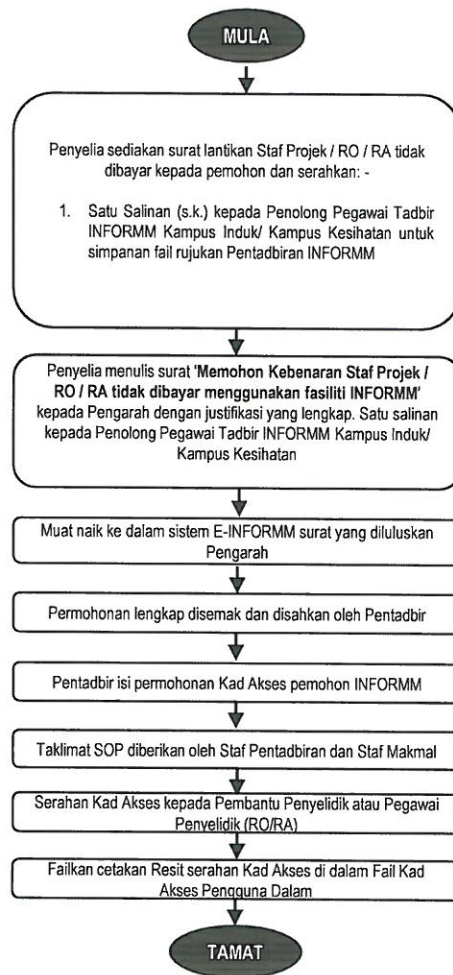 MULA
Penyelia sediakan surat lantikan Staf Projek / RO / RA tidak
dibayar kepada pemohon dan serahkan: -
1. Satu Salinan (s.k.) kepada Penolong Pegawai Tadbir
INFORMM Kampus Induk/ Kampus Kesihatan untuk
simpanan fail rujukan Pentadbiran INFORMM
Penyelia menulis surat 'Memohon Kebenaran Staf Projek /
RO / RA tidak dibayar menggunakan fasiliti INFORMM'
kepada Pengarah dengan justifikasi yang lengkap. Satu salinan
kepada Penolong Pegawai Tadbir INFORMM Kampus Induk/
Kampus Kesihatan
Muat naik ke dalam sistem E-INFORMM surat yang diluluskan
Pengarah
Permohonan lengkap disemak dan disahkan oleh Pentadbir
Pentadbir isi permohonan Kad Akses pemohon INFORMM
Taklimat SOP diberikan oleh Staf Pentadbiran dan Staf Makmal
Serahan Kad Akses kepada Pembantu Penyelidik atau Pegawai
Penyelidik (RO/RA)
Failkan cetakan Resit serahan Kad Akses di dalam Fail Kad
Akses Pengguna Dalam
TAMAT